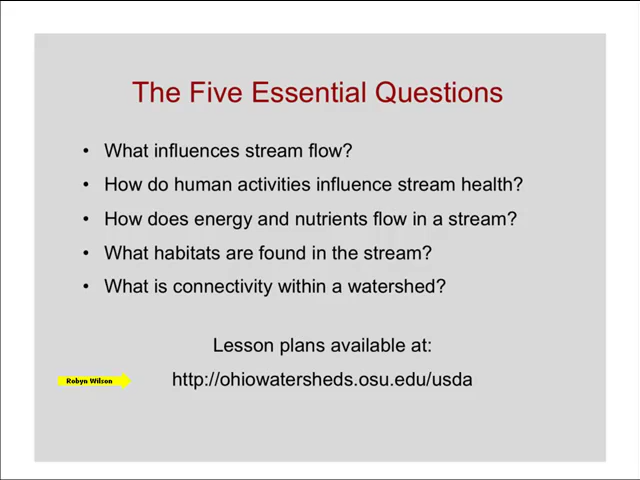 The Five Essential Questions
• What influences stream flow?
• How do human activities influence stream health?
• How does energy and nutrients flow in a stream?
• What habitats are found in the stream?
• What is connectivity within a watershed?
Lesson plans available at:
Robyn Wilson
http://ohiowatersheds.osu.edu/usda